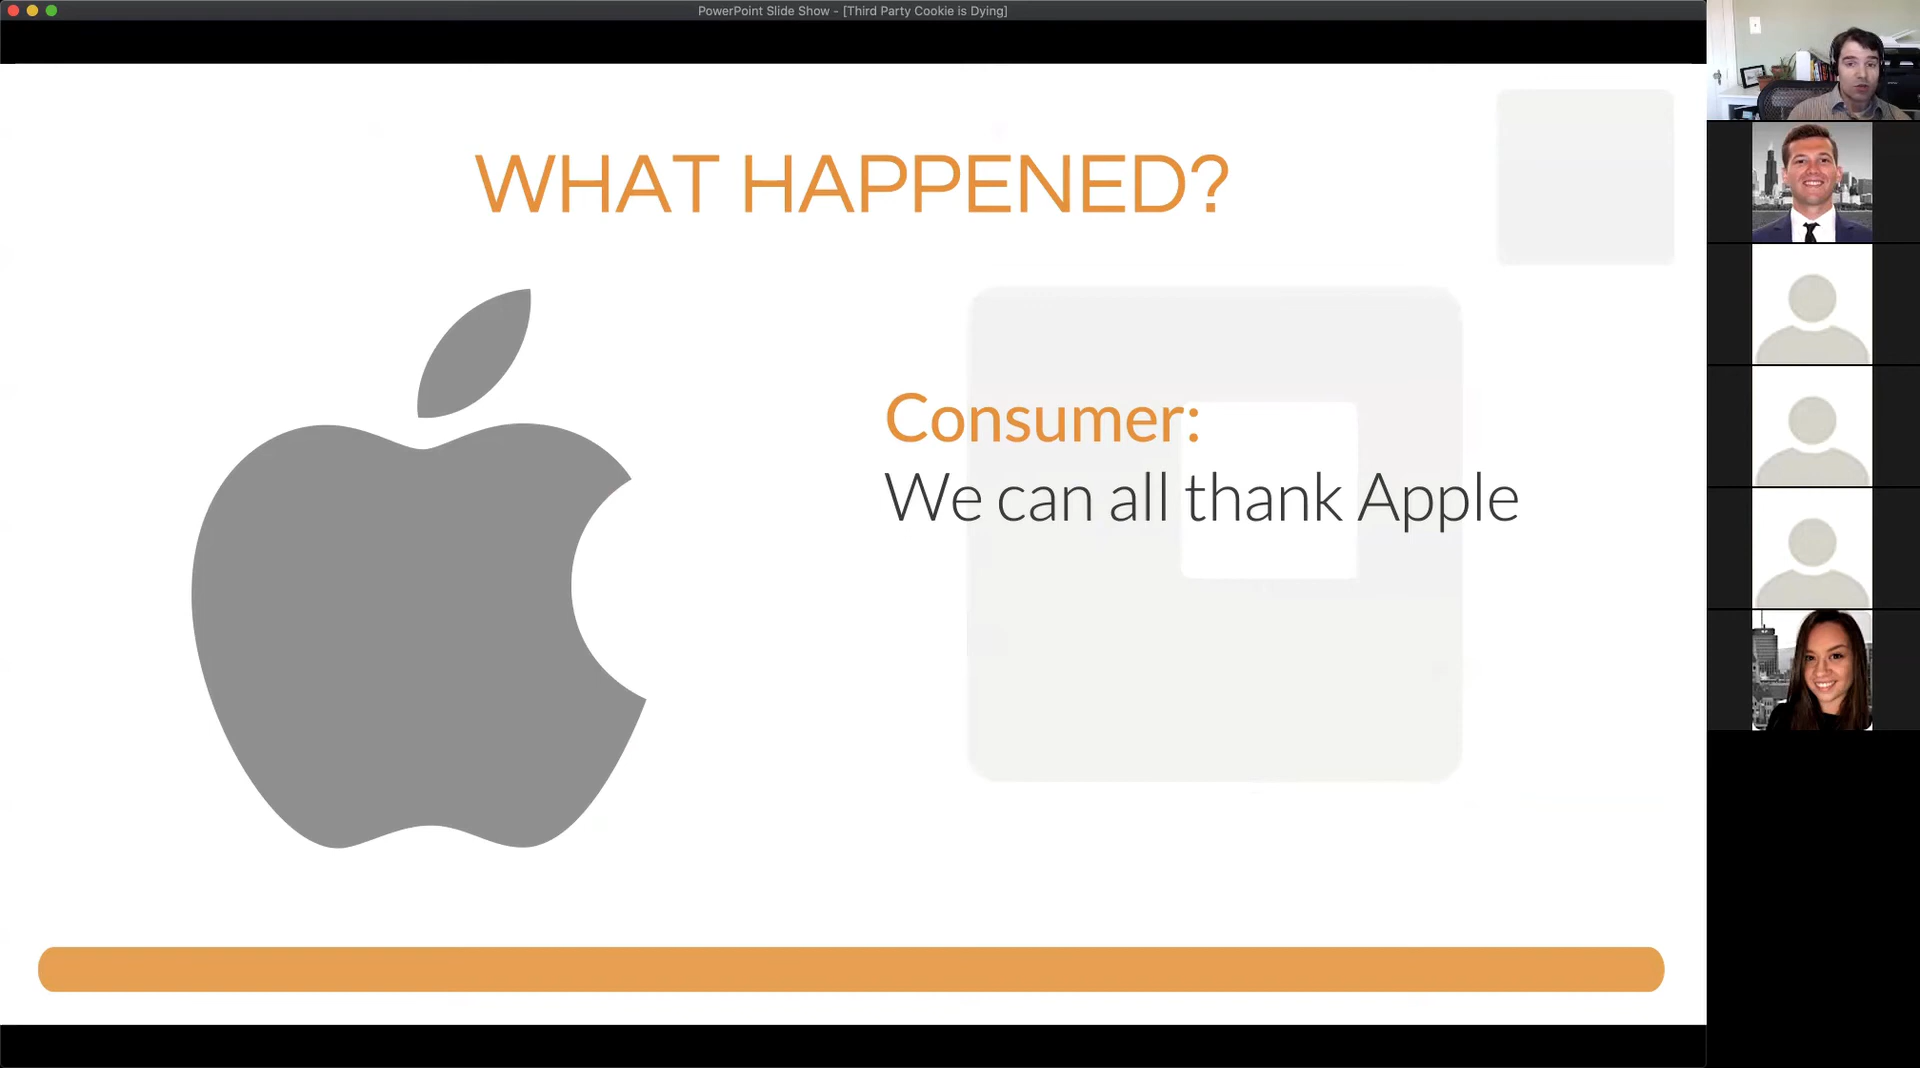 PowerPoint Slide Show - [Third Party Cookie is Dying]
WHAT HAPPENED?
Consumer:
We can all thank Apple